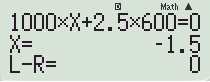 Math ▲
1000×X+2.5×600=0
X= -1.5
L-R= 0